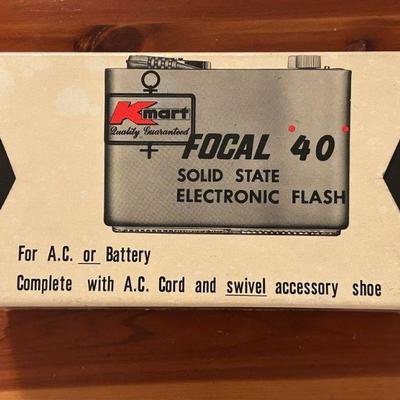 Kmart
Quality Guaranteed
FOCAL 40
SOLID STATE
ELECTRONIC FLASH
For A.C. or Battery
Complete with A.C. Cord and swivel accessory shoe